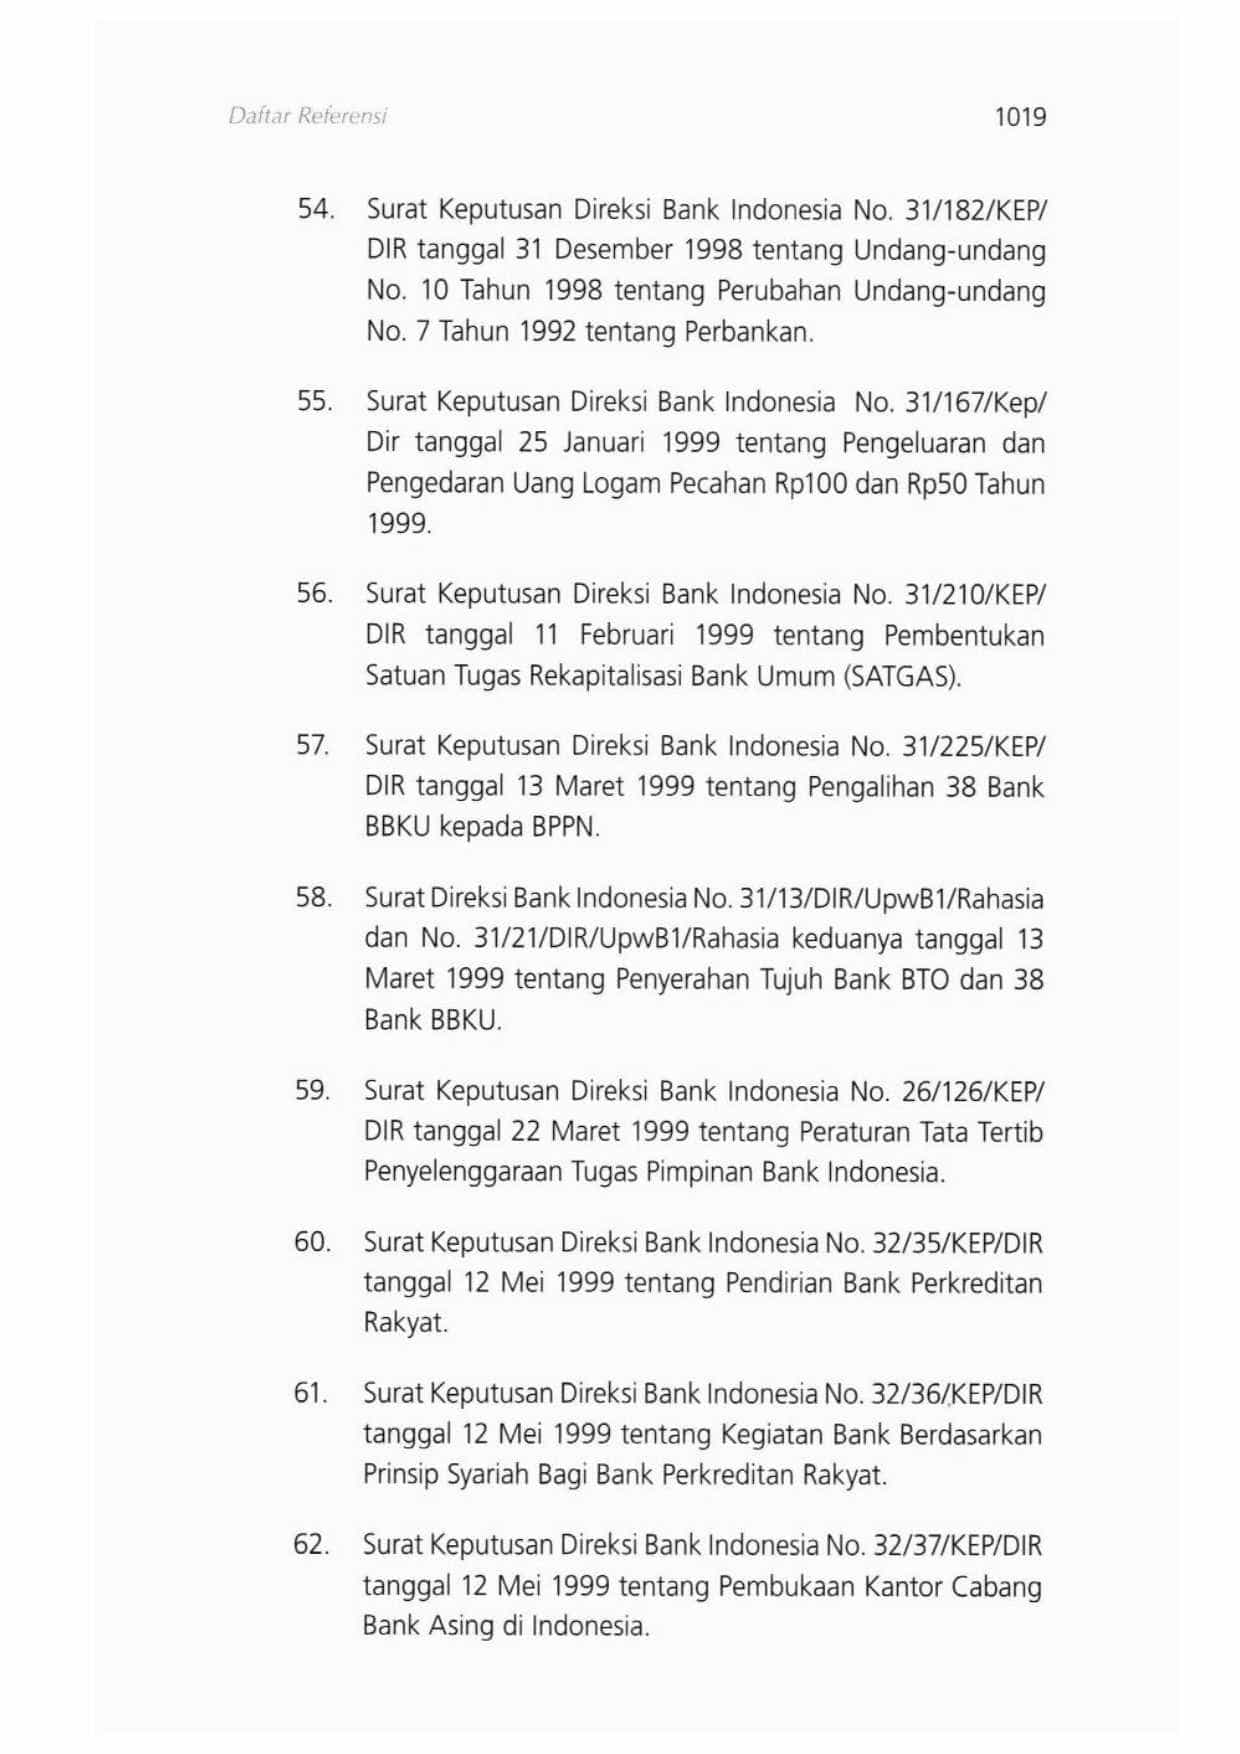 Daftar Referensi 1019
54. Surat Keputusan Direksi Bank Indonesia No. 31/182/KEP/
DIR tanggal 31 Desember 1998 tentang Undang-undang
No. 10 Tahun 1998 tentang Perubahan Undang-undang
No. 7 Tahun 1992 tentang Perbankan.
55. Surat Keputusan Direksi Bank Indonesia No. 31/167/Kep/
Dir tanggal 25 Januari 1999 tentang Pengeluaran dan
Pengedaran Uang Logam Pecahan Rp100 dan Rp50 Tahun
1999.
56. Surat Keputusan Direksi Bank Indonesia No. 31/210/KEP/
DIR tanggal 11 Februari 1999 tentang Pembentukan
Satuan Tugas Rekapitalisasi Bank Umum (SATGAS).
57. Surat Keputusan Direksi Bank Indonesia No. 31/225/KEP/
DIR tanggal 13 Maret 1999 tentang Pengalihan 38 Bank
BBKU kepada BPPN.
58. Surat Direksi Bank Indonesia No. 31/13/DIR/UpwB1/Rahasia
dan No. 31/21/DIR/UpwB1/Rahasia keduanya tanggal 13
Maret 1999 tentang Penyerahan Tujuh Bank BTO dan 38
Bank BBKU.
59. Surat Keputusan Direksi Bank Indonesia No. 26/126/KEP/
DIR tanggal 22 Maret 1999 tentang Peraturan Tata Tertib
Penyelenggaraan Tugas Pimpinan Bank Indonesia.
60. Surat Keputusan Direksi Bank Indonesia No. 32/35/KEP/DIR
tanggal 12 Mei 1999 tentang Pendirian Bank Perkreditan
Rakyat.
61. Surat Keputusan Direksi Bank Indonesia No. 32/36/KEP/DIR
tanggal 12 Mei 1999 tentang Kegiatan Bank Berdasarkan
Prinsip Syariah Bagi Bank Perkreditan Rakyat.
62. Surat Keputusan Direksi Bank Indonesia No. 32/37/KEP/DIR
tanggal 12 Mei 1999 tentang Pembukaan Kantor Cabang
Bank Asing di Indonesia.